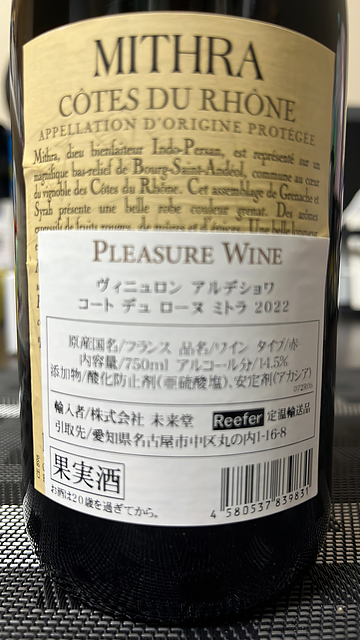 MITHRA
CÔTES DU RHÔNE
APPELLATION D'ORIGINE PROTÉGÉE
Mithra, dieu bienfaiteur Indo-Persan, est représenté sur un
magnifique bas-relief de Bourg-Saint-Andéol, commune au cœur
du vignoble des Côtes du Rhône. Cet assemblage de Grenache et
Syrah présente une belle robe couleur grenat. Des arômes
PLEASURE WINE
ヴィニュロン アルデショワ
コート デュ ローヌ ミトラ 2022
原産国名/フランス 品名/ワイン タイプ/赤
内容量/750ml アルコール分/14.5%
添加物/酸化防止剤(亜硫酸塩)、安定剤(アカシア)
輸入者/株式会社 未来堂 Reefer 定温輸送品
引取先/愛知県名古屋市中区丸の内1-16-8
果実酒
お酒は20歳を過ぎてから。
4 580537 839831